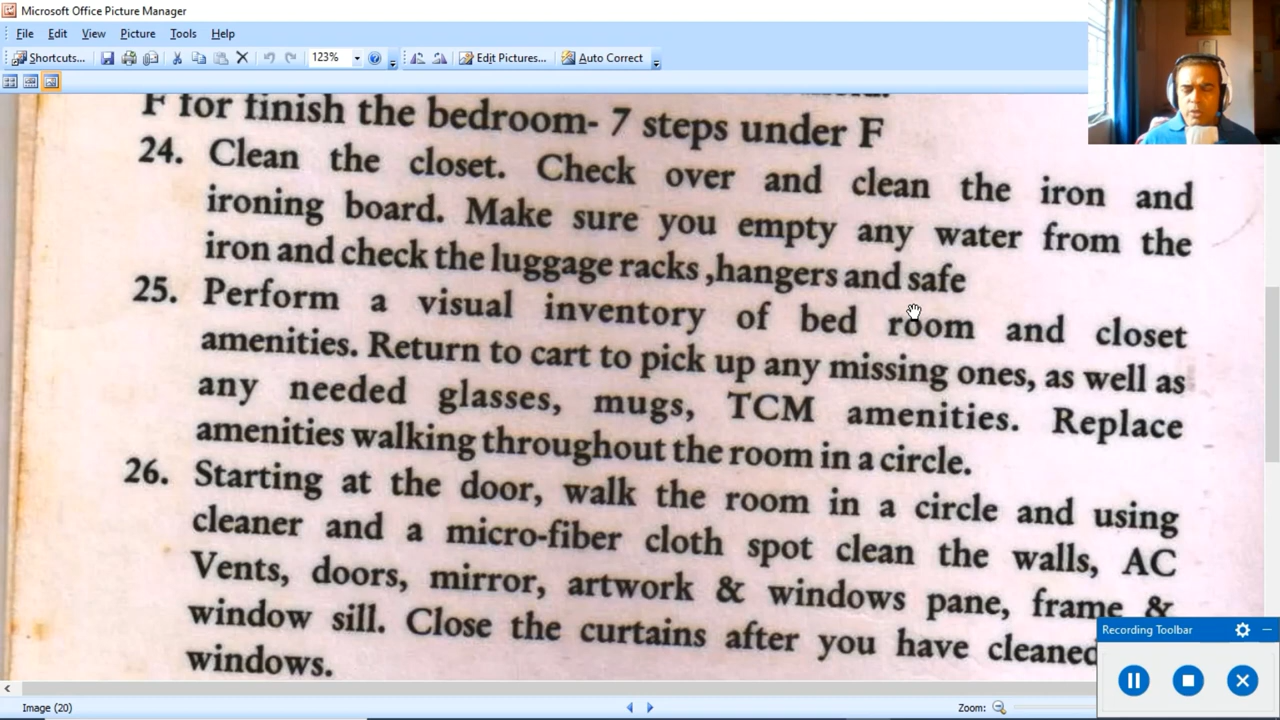 Microsoft Office Picture Manager
File Edit View Picture Tools Help
Shortcuts... 123% Edit Pictures... Auto Correct
F for finish the bedroom- 7 steps under F
24. Clean the closet. Check over and clean the iron and
ironing board. Make sure you empty any water from the
iron and check the luggage racks ,hangers and safe
25. Perform a visual inventory of bed room and closet
amenities. Return to cart to pick up any missing ones, as well as
any needed glasses, mugs, TCM amenities. Replace
amenities walking throughout the room in a circle.
26. Starting at the door, walk the room in a circle and using
cleaner and a micro-fiber cloth spot clean the walls, AC
Vents, doors, mirror, artwork & windows pane, frame &
window sill. Close the curtains after you have cleaned
windows.
Recording Toolbar
Image (20) Zoom: